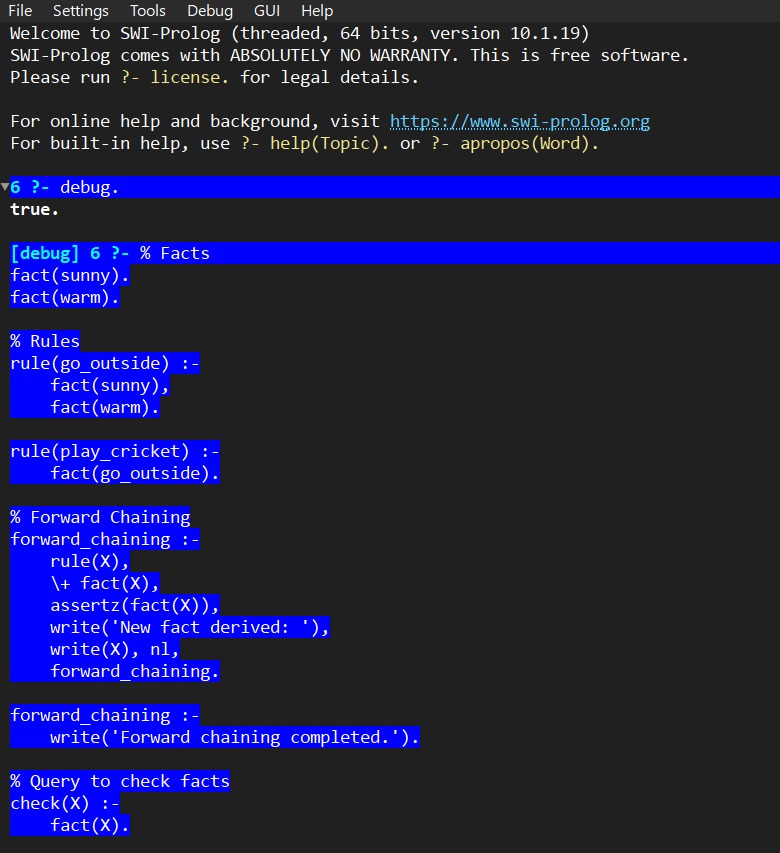 File Settings Tools Debug GUI Help
Welcome to SWI-Prolog (threaded, 64 bits, version 10.1.19)
SWI-Prolog comes with ABSOLUTELY NO WARRANTY. This is free software.
Please run ?- license. for legal details.

For online help and background, visit https://www.swi-prolog.org
For built-in help, use ?- help(Topic). or ?- apropos(Word).

6 ?- debug.
true.

[debug] 6 ?- % Facts
fact(sunny).
fact(warm).

% Rules
rule(go_outside) :-
    fact(sunny),
    fact(warm).

rule(play_cricket) :-
    fact(go_outside).

% Forward Chaining
forward_chaining :-
    rule(X),
    \+ fact(X),
    assertz(fact(X)),
    write('New fact derived: '),
    write(X), nl,
    forward_chaining.

forward_chaining :-
    write('Forward chaining completed.').

% Query to check facts
check(X) :-
    fact(X).